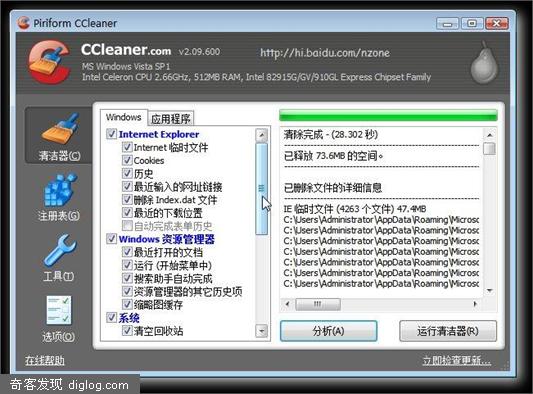 Piriform CCleaner
CCleaner.com v2.09.600
http://hi.baidu.com/nzone
MS Windows Vista SP1
Intel Celeron CPU 2.66GHz, 512MB RAM, Intel 82915G/GV/910GL Express Chipset Family
清洁器(C)
注册表(G)
工具(T)
选项(O)
Windows
应用程序
Internet Explorer
Internet 临时文件
Cookies
历史
最近输入的网址链接
删除 Index.dat 文件
最近的下载位置
自动完成表单历史
Windows 资源管理器
最近打开的文档
运行 (开始菜单中)
搜索助手自动完成
资源管理器的其它历史项
缩略图缓存
系统
清空回收站
清除完成 - (28.302 秒)
已释放 73.6MB 的空间。
已删除文件的详细信息
IE 临时文件 (4263 个文件) 47.4MB
C:\Users\Administrator\AppData\Roaming\Microso
C:\Users\Administrator\AppData\Roaming\Microso
C:\Users\Administrator\AppData\Roaming\Microso
C:\Users\Administrator\AppData\Roaming\Microso
C:\Users\Administrator\AppData\Roaming\Microso
C:\Users\Administrator\AppData\Roaming\Microso
分析(A)
运行清洁器(R)
在线帮助
立即检查更新...
奇客发现 diglog.com